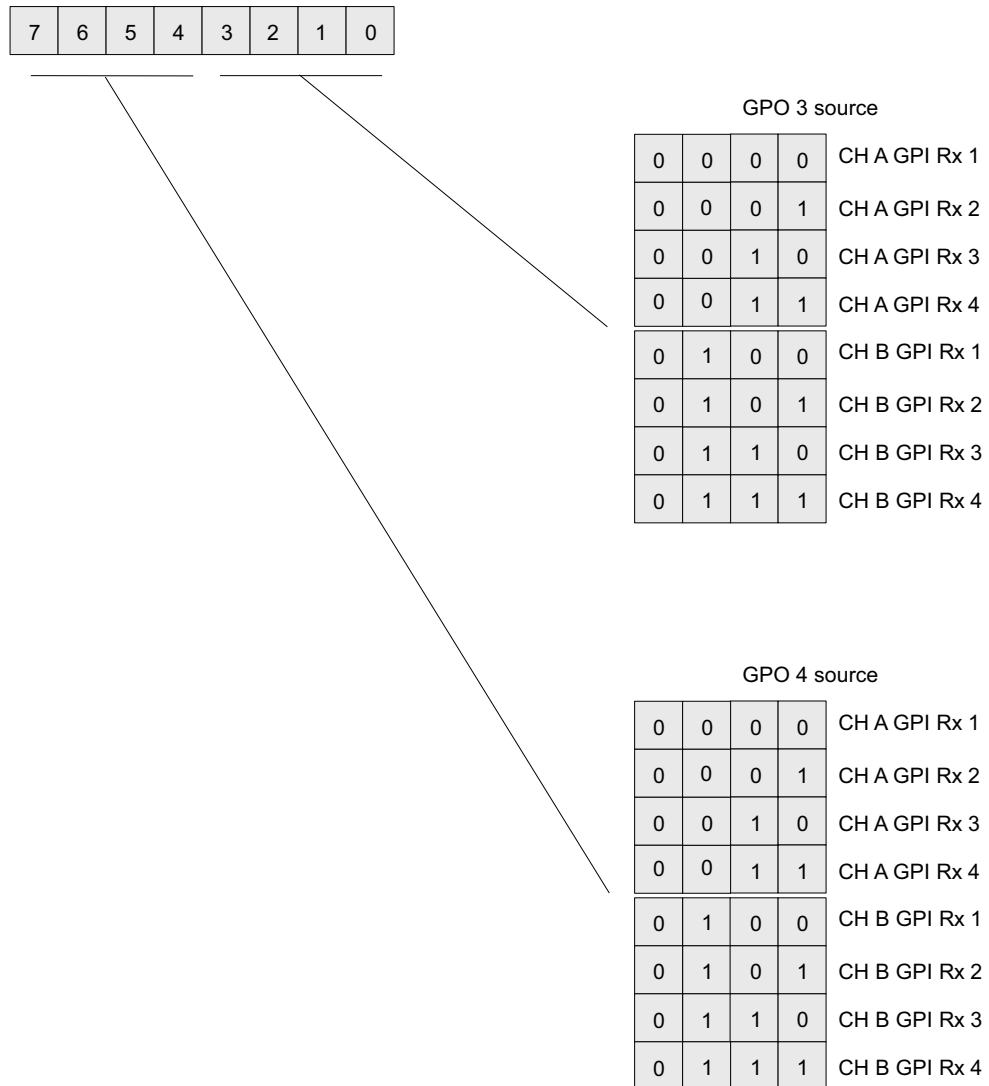 7 6 5 4 3 2 1 0
GPO 3 source
0 0 0 0 CH A GPI Rx 1
0 0 0 1 CH A GPI Rx 2
0 0 1 0 CH A GPI Rx 3
0 0 1 1 CH A GPI Rx 4
0 1 0 0 CH B GPI Rx 1
0 1 0 1 CH B GPI Rx 2
0 1 1 0 CH B GPI Rx 3
0 1 1 1 CH B GPI Rx 4
GPO 4 source
0 0 0 0 CH A GPI Rx 1
0 0 0 1 CH A GPI Rx 2
0 0 1 0 CH A GPI Rx 3
0 0 1 1 CH A GPI Rx 4
0 1 0 0 CH B GPI Rx 1
0 1 0 1 CH B GPI Rx 2
0 1 1 0 CH B GPI Rx 3
0 1 1 1 CH B GPI Rx 4